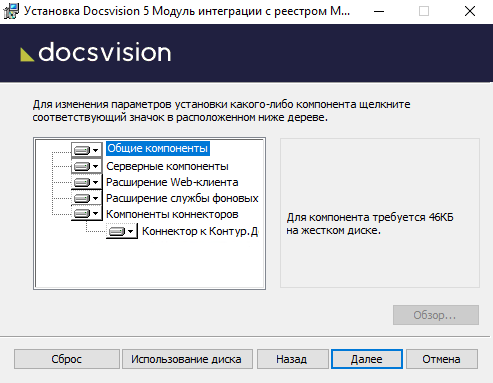 Установка Docsvision 5 Модуль интеграции с реестром М...
docsvision
Для изменения параметров установки какого-либо компонента щелкните
соответствующий значок в расположенном ниже дереве.
Общие компоненты
Серверные компоненты
Расширение Web-клиента
Расширение службы фоновых
Компоненты коннекторов
Коннектор к Контур.Д
Для компонента требуется 46КБ
на жестком диске.
Обзор...
Сброс
Использование диска
Назад
Далее
Отмена